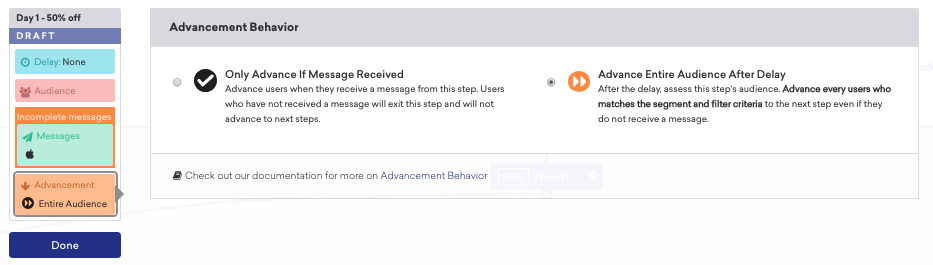 Day 1 - 50% off
DRAFT
Delay: None
Audience
Incomplete messages
Messages
Advancement
Entire Audience
Done
Advancement Behavior
Only Advance If Message Received
Advance users when they receive a message from this step. Users
who have not received a message will exit this step and will not
advance to next steps.
Advance Entire Audience After Delay
After the delay, assess this step's audience. Advance every users who
matches the segment and filter criteria to the next step even if they
do not receive a message.
Check out our documentation for more on Advancement Behavior
100% Variant 1